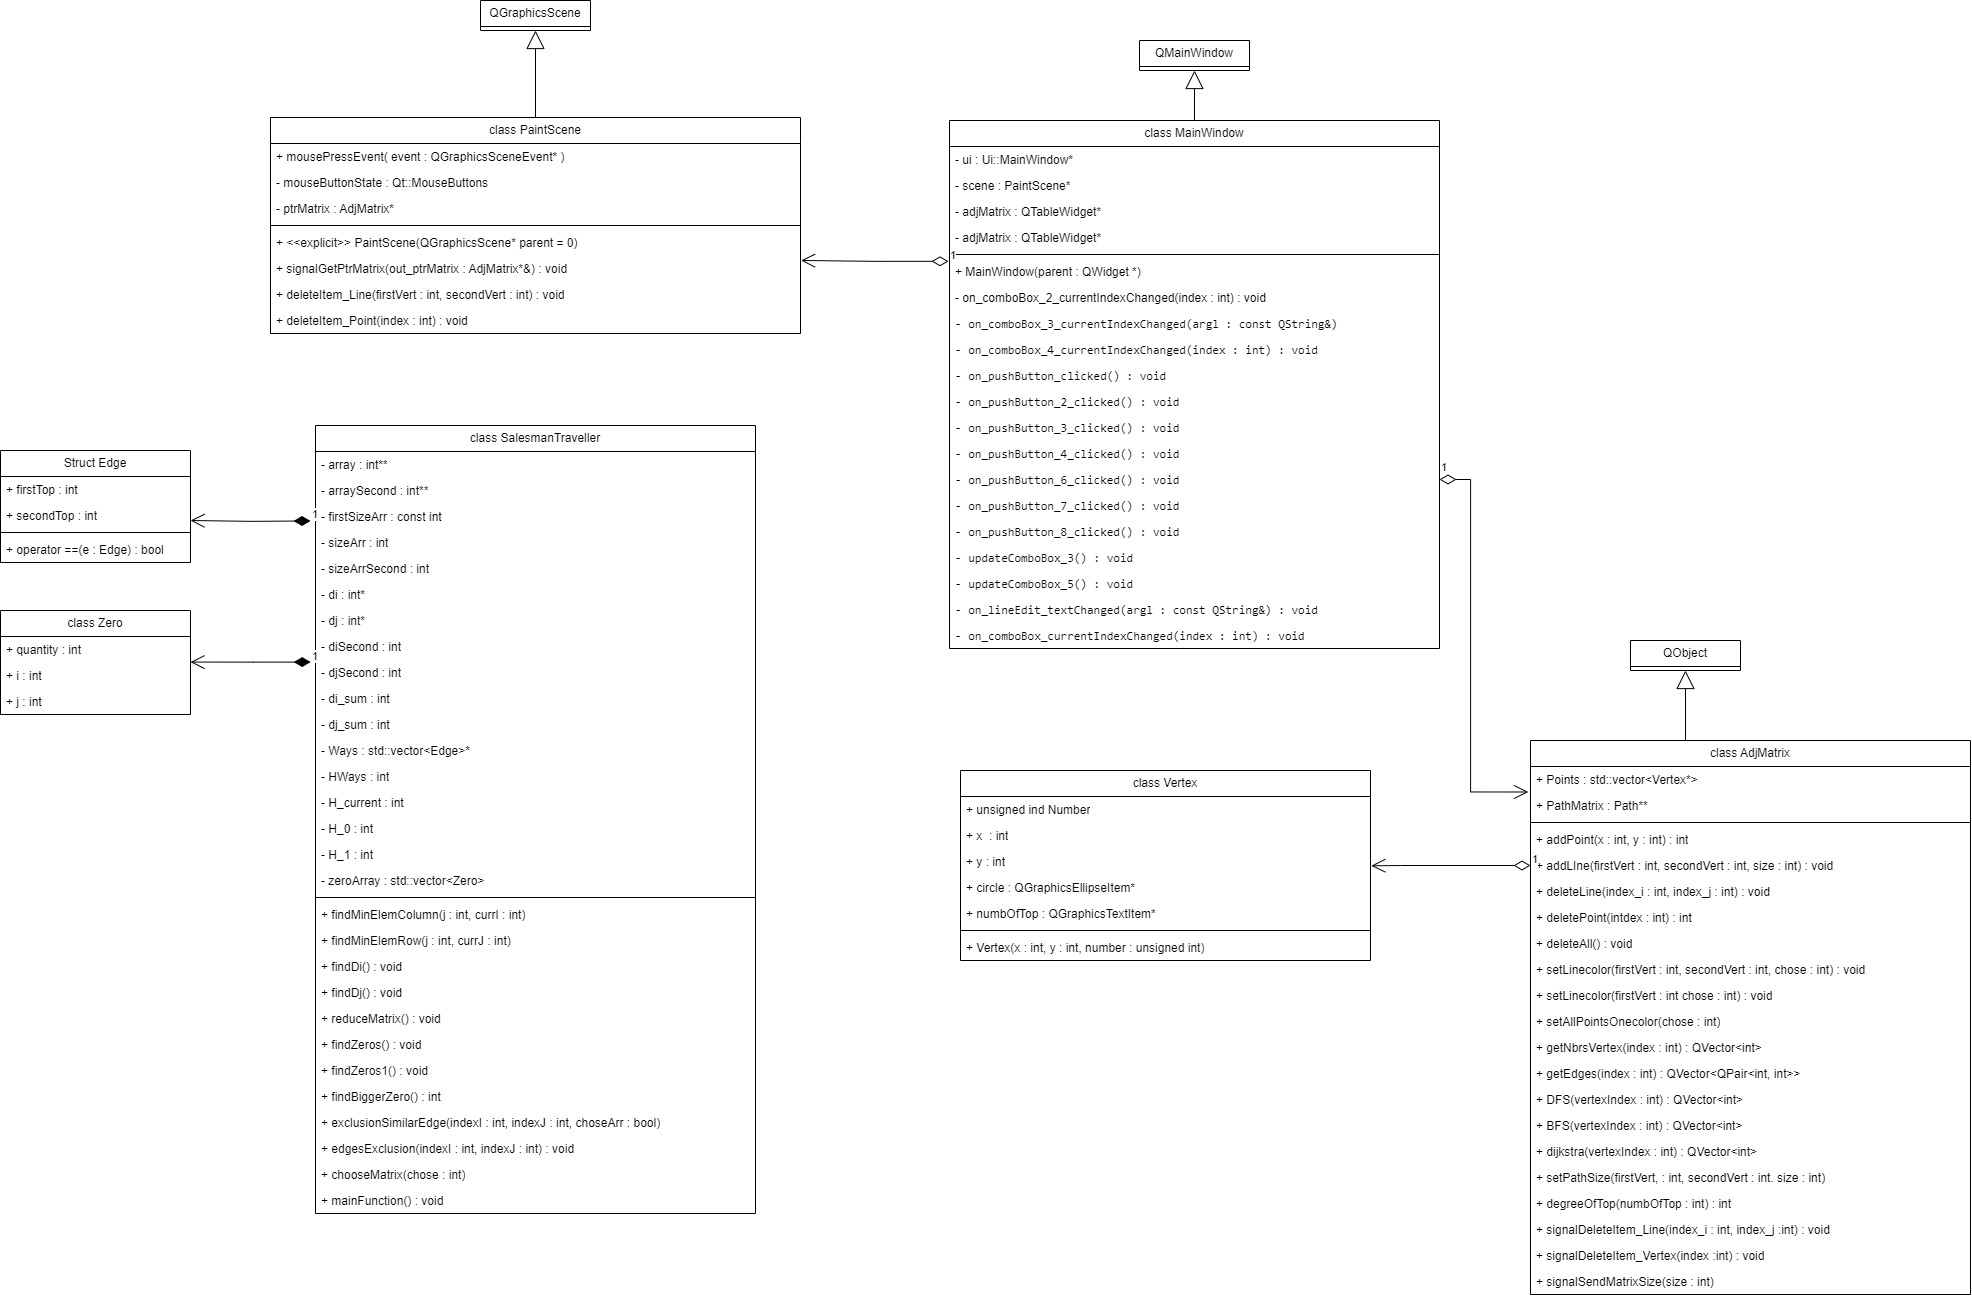 QGraphicsScene
class PaintScene
+ mousePressEvent( event : QGraphicsSceneEvent* )
- mouseButtonState : Qt::MouseButtons
- ptrMatrix : AdjMatrix*
+ <<explicit>> PaintScene(QGraphicsScene* parent = 0)
+ signalGetPtrMatrix(out_ptrMatrix : AdjMatrix*&) : void
+ deleteItem_Line(firstVert : int, secondVert : int) : void
+ deleteItem_Point(index : int) : void
QMainWindow
class MainWindow
- ui : Ui::MainWindow*
- scene : PaintScene*
- adjMatrix : QTableWidget*
- adjMatrix : QTableWidget*
1
+ MainWindow(parent : QWidget *)
- on_comboBox_2_currentIndexChanged(index : int) : void
- on_comboBox_3_currentIndexChanged(argl : const QString&)
- on_comboBox_4_currentIndexChanged(index : int) : void
- on_pushButton_clicked() : void
- on_pushButton_2_clicked() : void
- on_pushButton_3_clicked() : void
- on_pushButton_4_clicked() : void
- on_pushButton_6_clicked() : void
- on_pushButton_7_clicked() : void
- on_pushButton_8_clicked() : void
- updateComboBox_3() : void
- updateComboBox_5() : void
- on_lineEdit_textChanged(argl : const QString&) : void
- on_comboBox_currentIndexChanged(index : int) : void
1
Struct Edge
+ firstTop : int
+ secondTop : int
+ operator ==(e : Edge) : bool
class Zero
+ quantity : int
+ i : int
+ j : int
class SalesmanTraveller
- array : int**
- arraySecond : int**
1
- firstSizeArr : const int
- sizeArr : int
- sizeArrSecond : int
- di : int*
- dj : int*
- diSecond : int
1
- djSecond : int
- di_sum : int
- dj_sum : int
- Ways : std::vector<Edge>*
- HWays : int
- H_current : int
- H_0 : int
- H_1 : int
- zeroArray : std::vector<Zero>
+ findMinElemColumn(j : int, currI : int)
+ findMinElemRow(j : int, currJ : int)
+ findDi() : void
+ findDj() : void
+ reduceMatrix() : void
+ findZeros() : void
+ findZeros1() : void
+ findBiggerZero() : int
+ exclusionSimilarEdge(indexI : int, indexJ : int, choseArr : bool)
+ edgesExclusion(indexI : int, indexJ : int) : void
+ chooseMatrix(chose : int)
+ mainFunction() : void
class Vertex
+ unsigned ind Number
+ x  : int
+ y : int
+ circle : QGraphicsEllipseItem*
+ numbOfTop : QGraphicsTextItem*
+ Vertex(x : int, y : int, number : unsigned int)
QObject
class AdjMatrix
+ Points : std::vector<Vertex*>
+ PathMatrix : Path**
+ addPoint(x : int, y : int) : int
1
+ addLIne(firstVert : int, secondVert : int, size : int) : void
+ deleteLine(index_i : int, index_j : int) : void
+ deletePoint(intdex : int) : int
+ deleteAll() : void
+ setLinecolor(firstVert : int, secondVert : int, chose : int) : void
+ setLinecolor(firstVert : int chose : int) : void
+ setAllPointsOnecolor(chose : int)
+ getNbrsVertex(index : int) : QVector<int>
+ getEdges(index : int) : QVector<QPair<int, int>>
+ DFS(vertexIndex : int) : QVector<int>
+ BFS(vertexIndex : int) : QVector<int>
+ dijkstra(vertexIndex : int) : QVector<int>
+ setPathSize(firstVert, : int, secondVert : int. size : int)
+ degreeOfTop(numbOfTop : int) : int
+ signalDeleteItem_Line(index_i : int, index_j :int) : void
+ signalDeleteItem_Vertex(index :int) : void
+ signalSendMatrixSize(size : int)